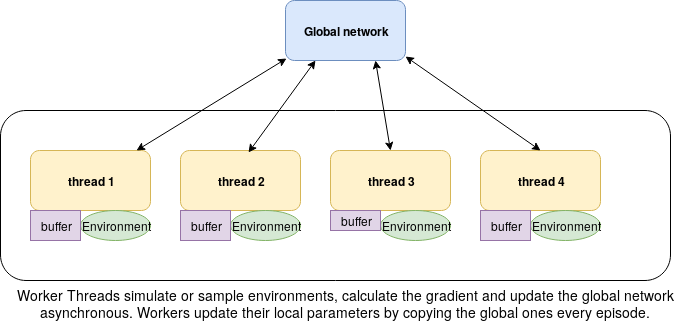 Global network
thread 1
thread 2
thread 3
thread 4
buffer
Environment
buffer
Environment
buffer
Environment
buffer
Environment
Worker Threads simulate or sample environments, calculate the gradient and update the global network
asynchronous. Workers update their local parameters by copying the global ones every episode.